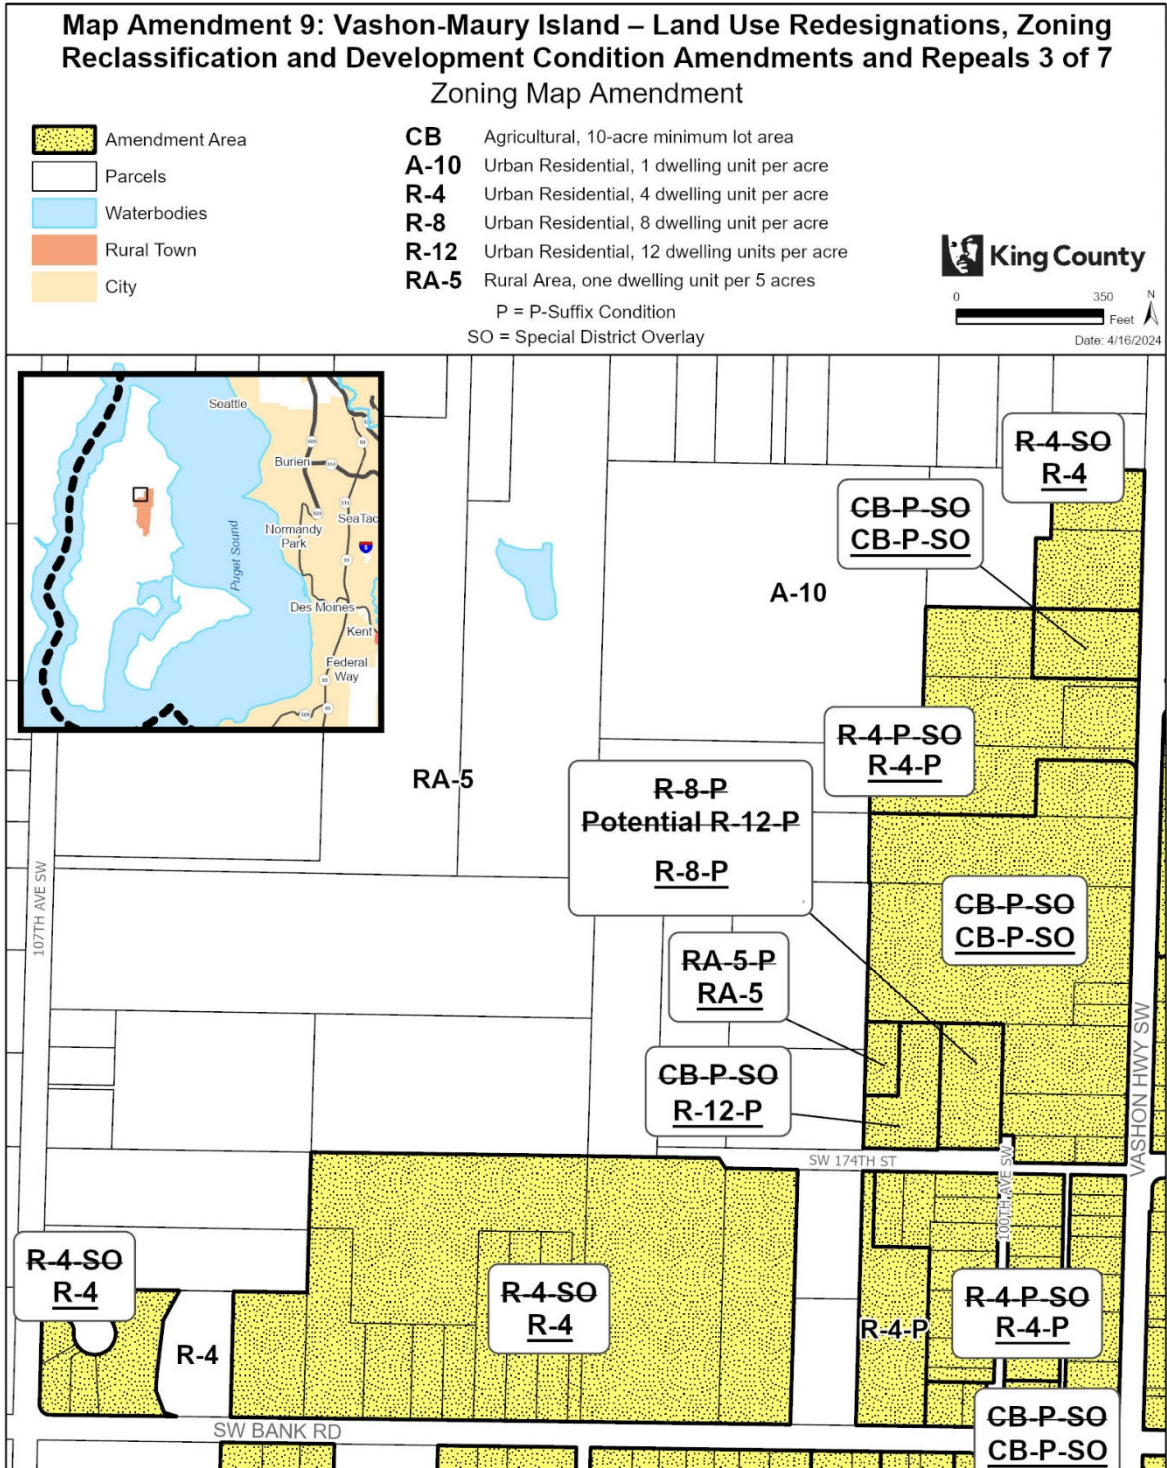 Map Amendment 9: Vashon-Maury Island – Land Use Redesignations, Zoning
Reclassification and Development Condition Amendments and Repeals 3 of 7
Zoning Map Amendment
Amendment Area
Parcels
Waterbodies
Rural Town
City
CB Agricultural, 10-acre minimum lot area
A-10 Urban Residential, 1 dwelling unit per acre
R-4 Urban Residential, 4 dwelling unit per acre
R-8 Urban Residential, 8 dwelling unit per acre
R-12 Urban Residential, 12 dwelling units per acre
RA-5 Rural Area, one dwelling unit per 5 acres
P = P-Suffix Condition
SO = Special District Overlay
King County
0 350
Feet
N
Date: 4/16/2024
Seattle
Burien
Normandy
Park
SeaTac
Puget Sound
Des Moines
Kent
Federal
Way
R-4-SO
R-4
CB-P-SO
CB-P-SO
A-10
R-4-P-SO
R-4-P
RA-5
R-8-P
Potential R-12-P
R-8-P
CB-P-SO
CB-P-SO
107TH AVE SW
RA-5-P
RA-5
CB-P-SO
R-12-P
VASHON HWY SW
SW 174TH ST
100TH AVE SW
R-4-SO
R-4
R-4
R-4-SO
R-4
R-4-P
R-4-P-SO
R-4-P
CB-P-SO
CB-P-SO
SW BANK RD